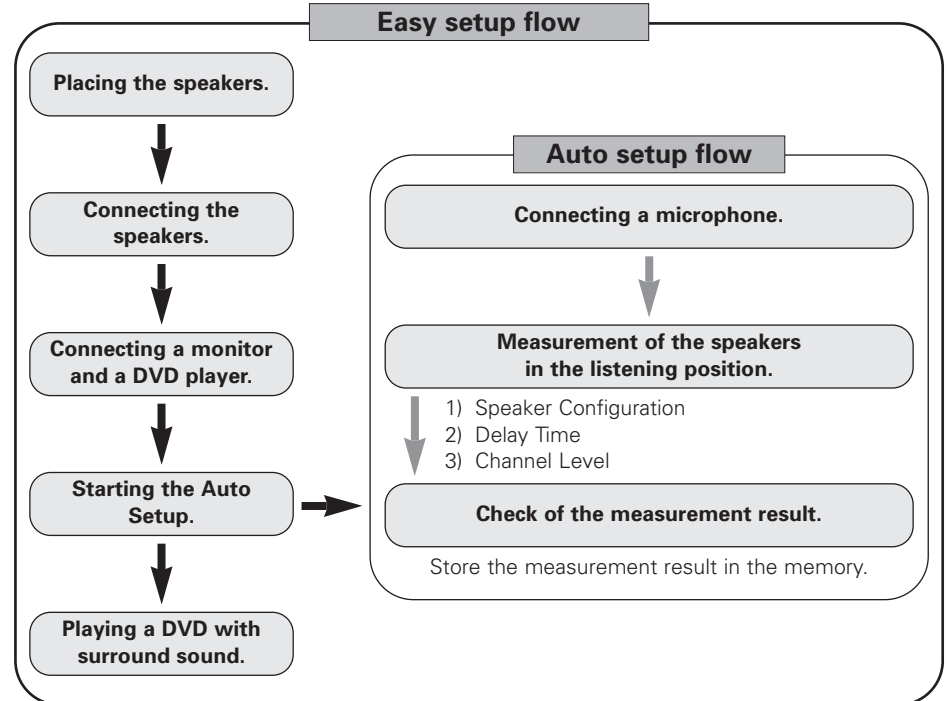 Easy setup flow
Placing the speakers.
Connecting the
speakers.
Connecting a monitor
and a DVD player.
Starting the Auto
Setup.
Playing a DVD with
surround sound.
Auto setup flow
Connecting a microphone.
Measurement of the speakers
in the listening position.
1) Speaker Configuration
2) Delay Time
3) Channel Level
Check of the measurement result.
Store the measurement result in the memory.